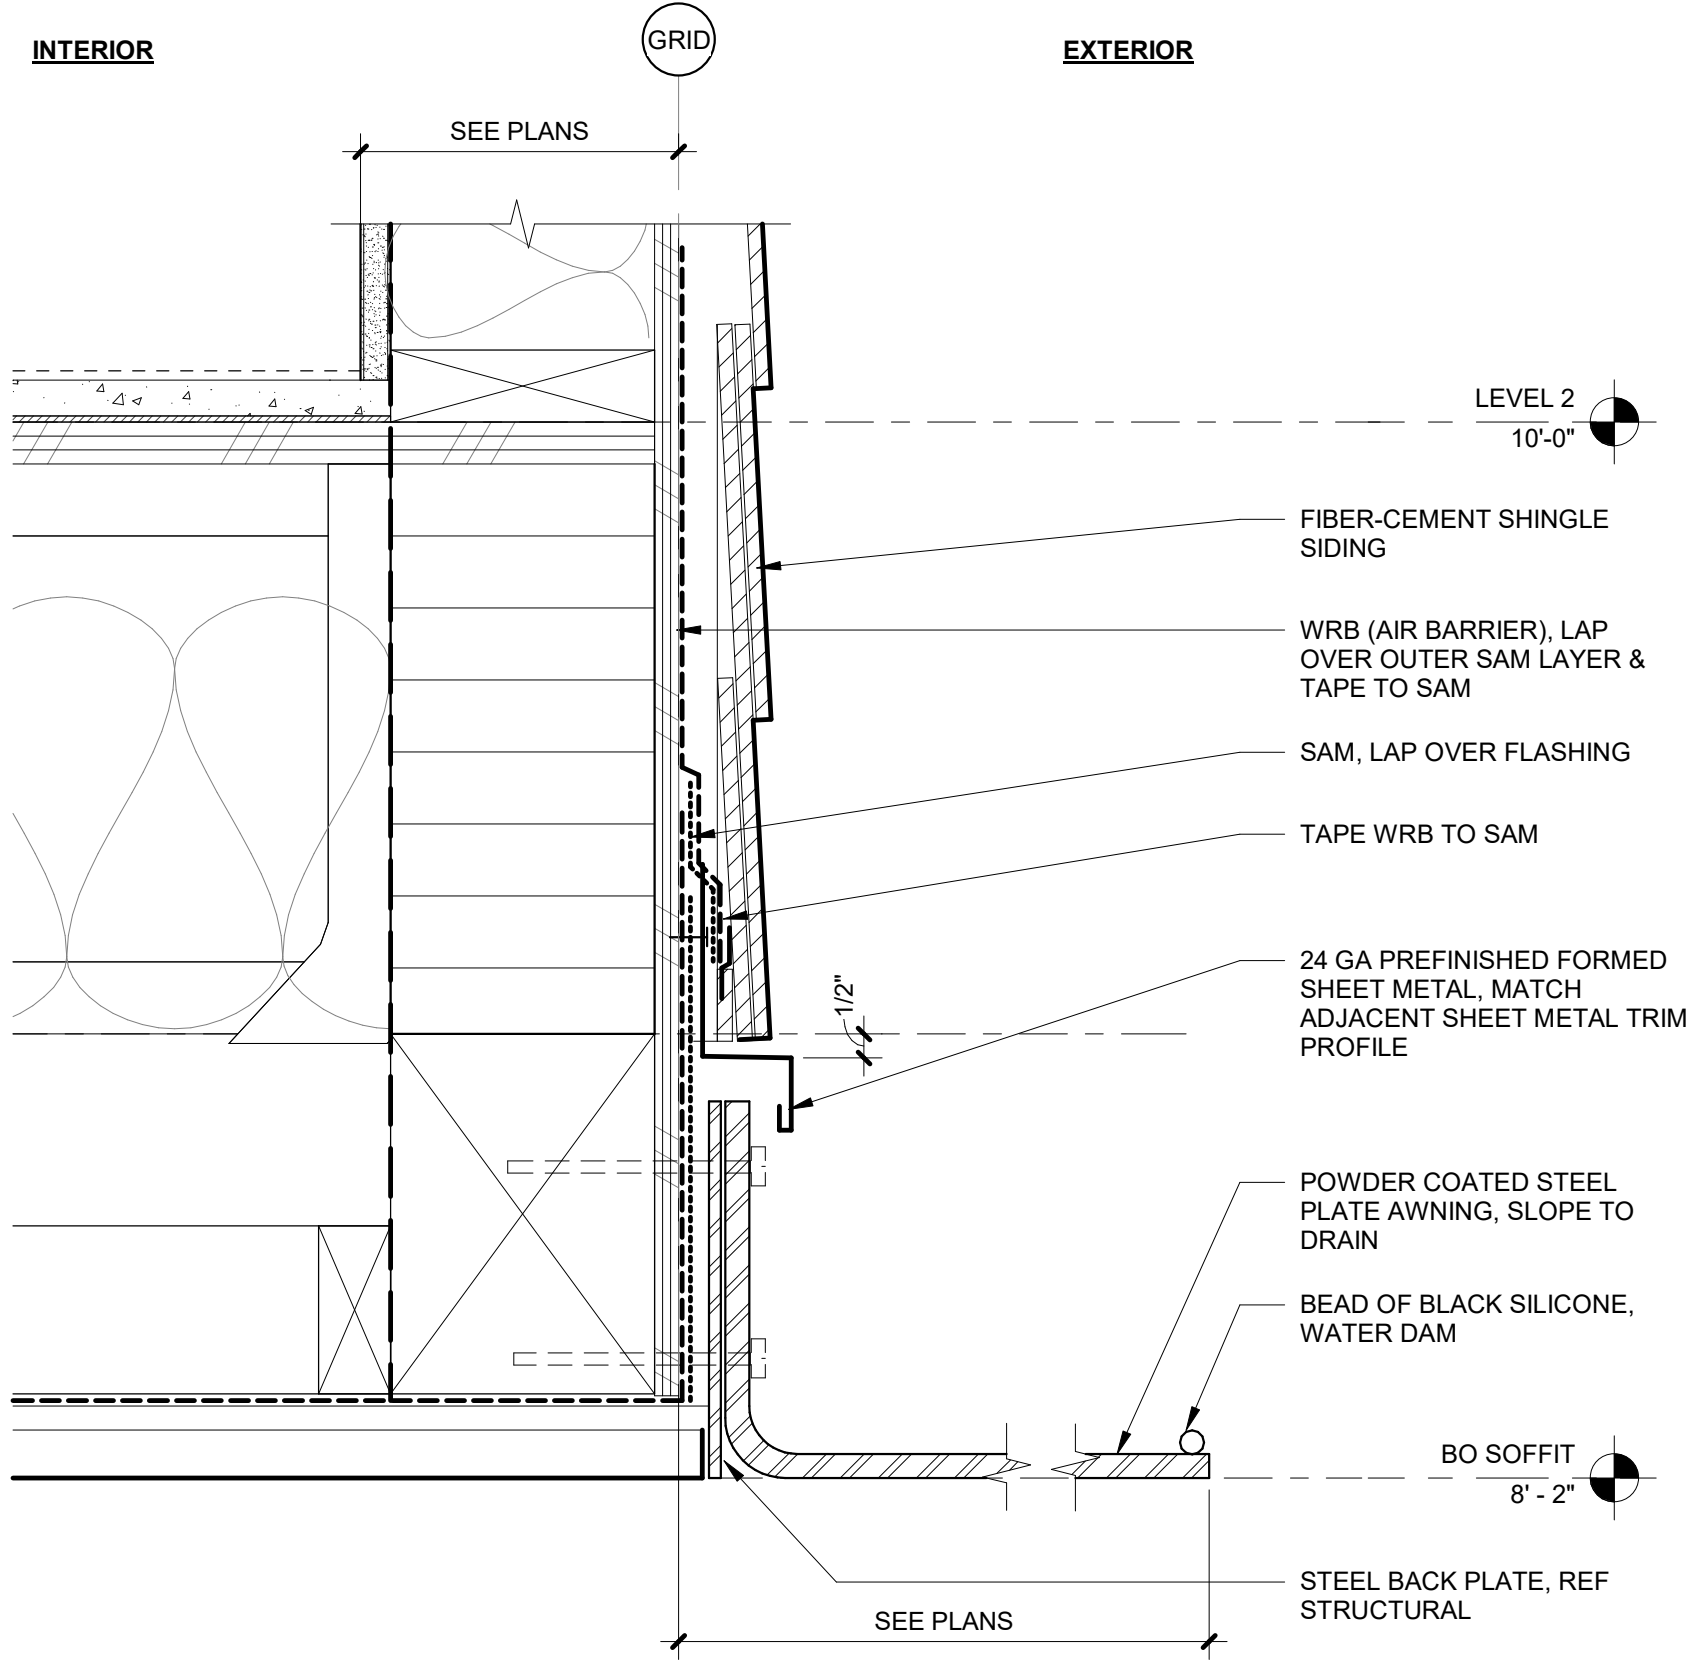 GRID
INTERIOR
EXTERIOR
SEE PLANS
LEVEL 2
10'-0"
FIBER-CEMENT SHINGLE
SIDING
WRB (AIR BARRIER), LAP
OVER OUTER SAM LAYER &
TAPE TO SAM
SAM, LAP OVER FLASHING
TAPE WRB TO SAM
24 GA PREFINISHED FORMED
SHEET METAL, MATCH
ADJACENT SHEET METAL TRIM
PROFILE
1/2"
POWDER COATED STEEL
PLATE AWNING, SLOPE TO
DRAIN
BEAD OF BLACK SILICONE,
WATER DAM
BO SOFFIT
8' - 2"
STEEL BACK PLATE, REF
STRUCTURAL
SEE PLANS